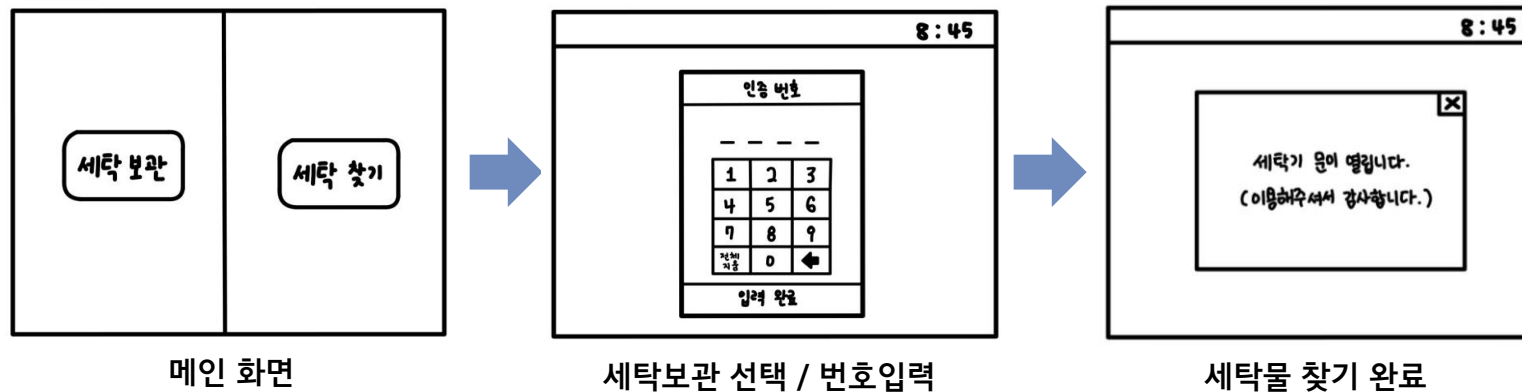 세탁 보관
세탁 찾기
메인 화면
8:45
인증 번호
1 2 3
4 5 6
7 8 9
전체 지움 0
입력 완료
세탁보관 선택 / 번호입력
8:45
X
세탁기 문이 열립니다.
(이용해주셔서 감사합니다.)
세탁물 찾기 완료